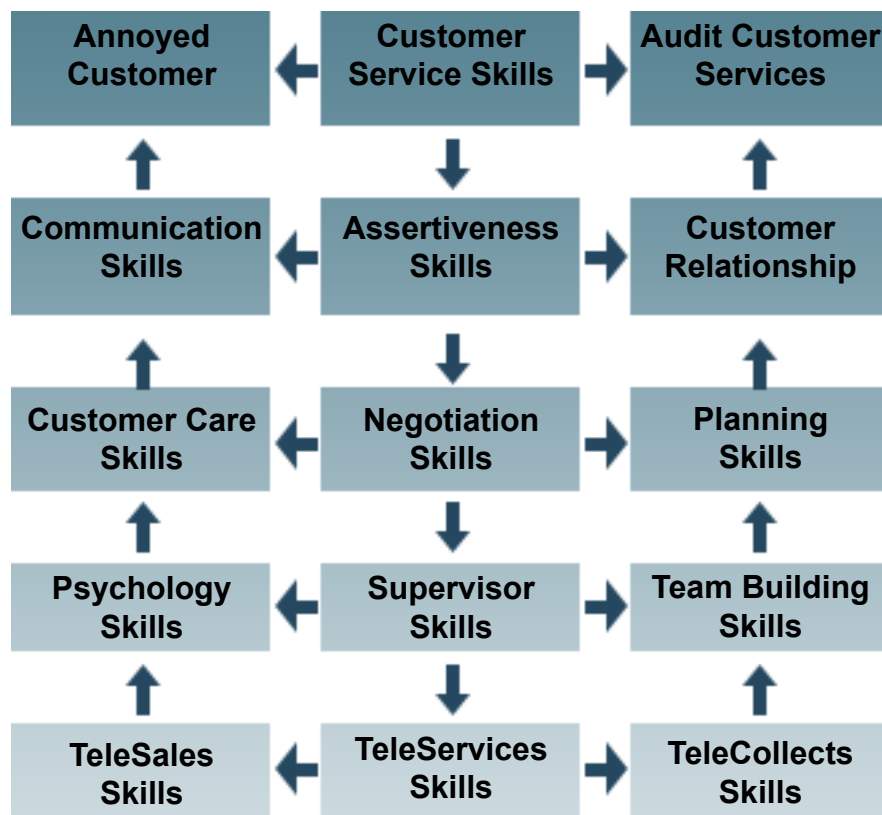 Annoyed
Customer
Customer
Service Skills
Audit Customer
Services
Communication
Skills
Assertiveness
Skills
Customer
Relationship
Customer Care
Skills
Negotiation
Skills
Planning
Skills
Psychology
Skills
Supervisor
Skills
Team Building
Skills
TeleSales
Skills
TeleServices
Skills
TeleCollects
Skills